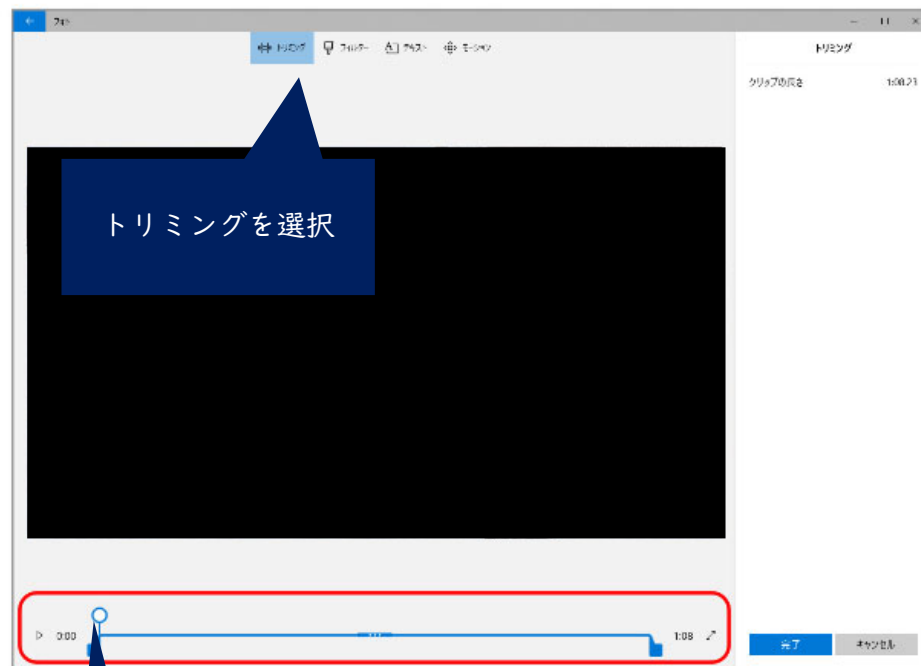 フォト
トリミング フィルター テキスト モーション
トリミング
クリップの長さ 1:08.23
トリミングを選択
0:00 1:08
完了 キャンセル